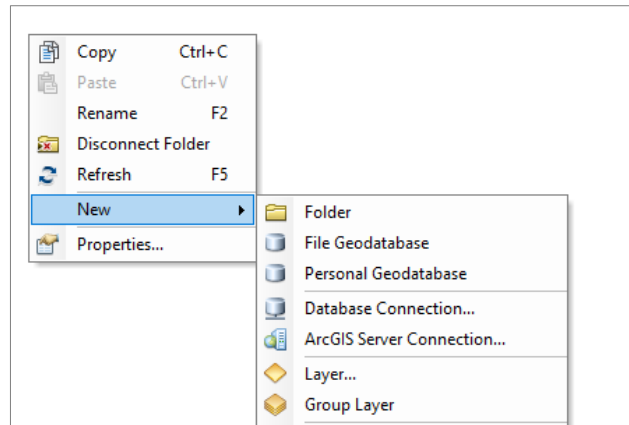 Copy Ctrl+C
Paste Ctrl+V
Rename F2
Disconnect Folder
Refresh F5
New
Properties...
Folder
File Geodatabase
Personal Geodatabase
Database Connection...
ArcGIS Server Connection...
Layer...
Group Layer